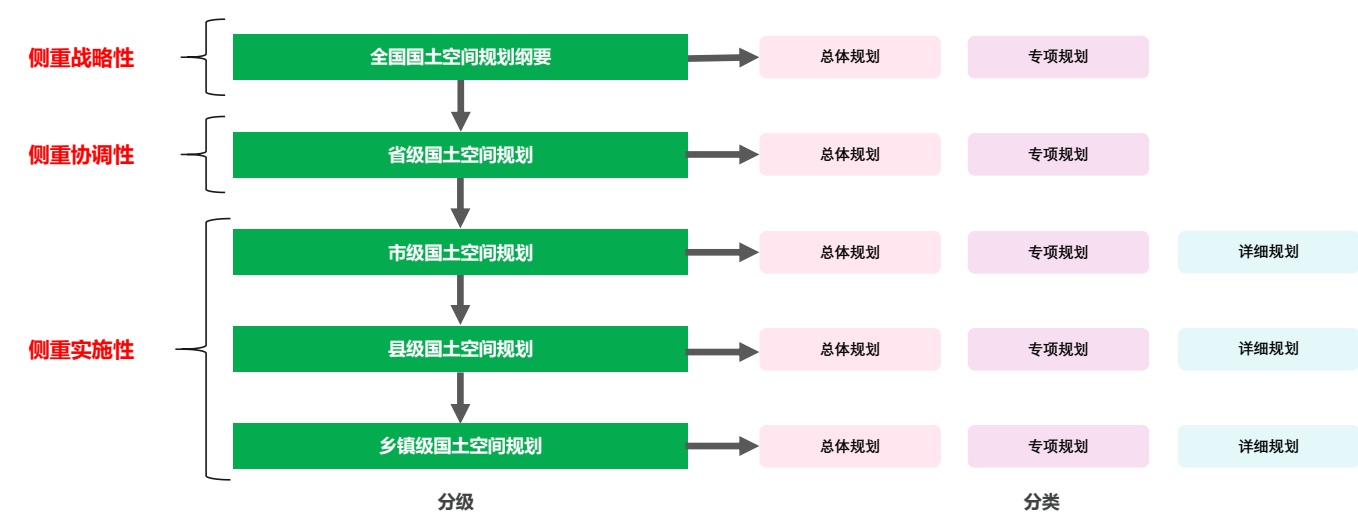 侧重战略性
全国国土空间规划纲要
总体规划
专项规划
侧重协调性
省级国土空间规划
总体规划
专项规划
市级国土空间规划
总体规划
专项规划
详细规划
侧重实施性
县级国土空间规划
总体规划
专项规划
详细规划
乡镇级国土空间规划
总体规划
专项规划
详细规划
分级
分类